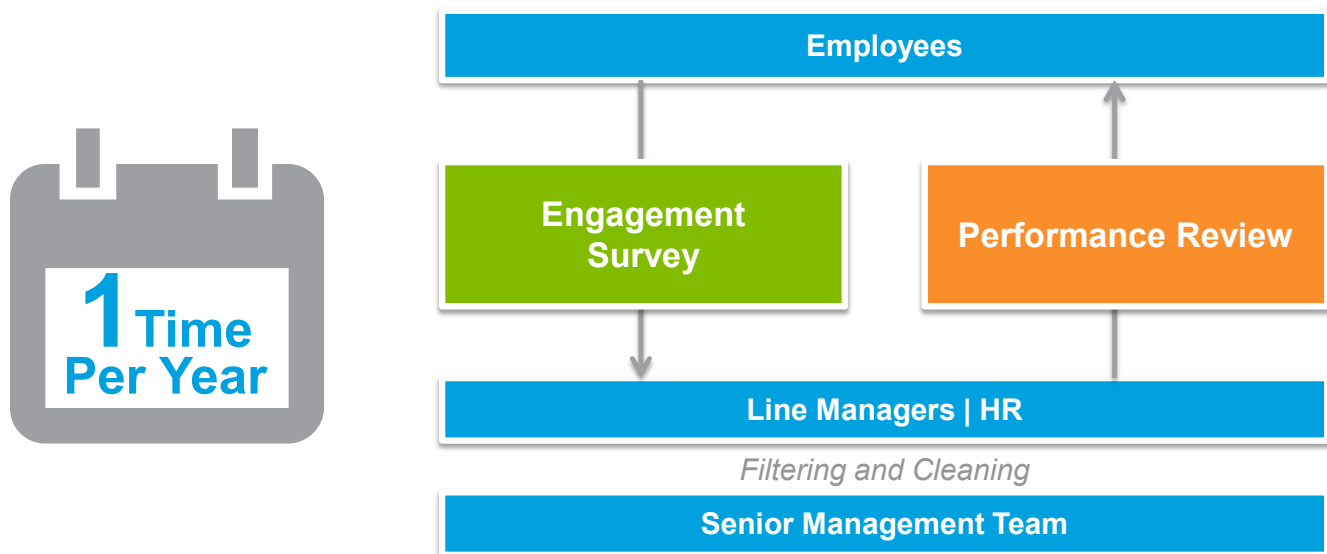 Employees
Engagement
Survey
Performance Review
1 Time
Per Year
Line Managers | HR
Filtering and Cleaning
Senior Management Team